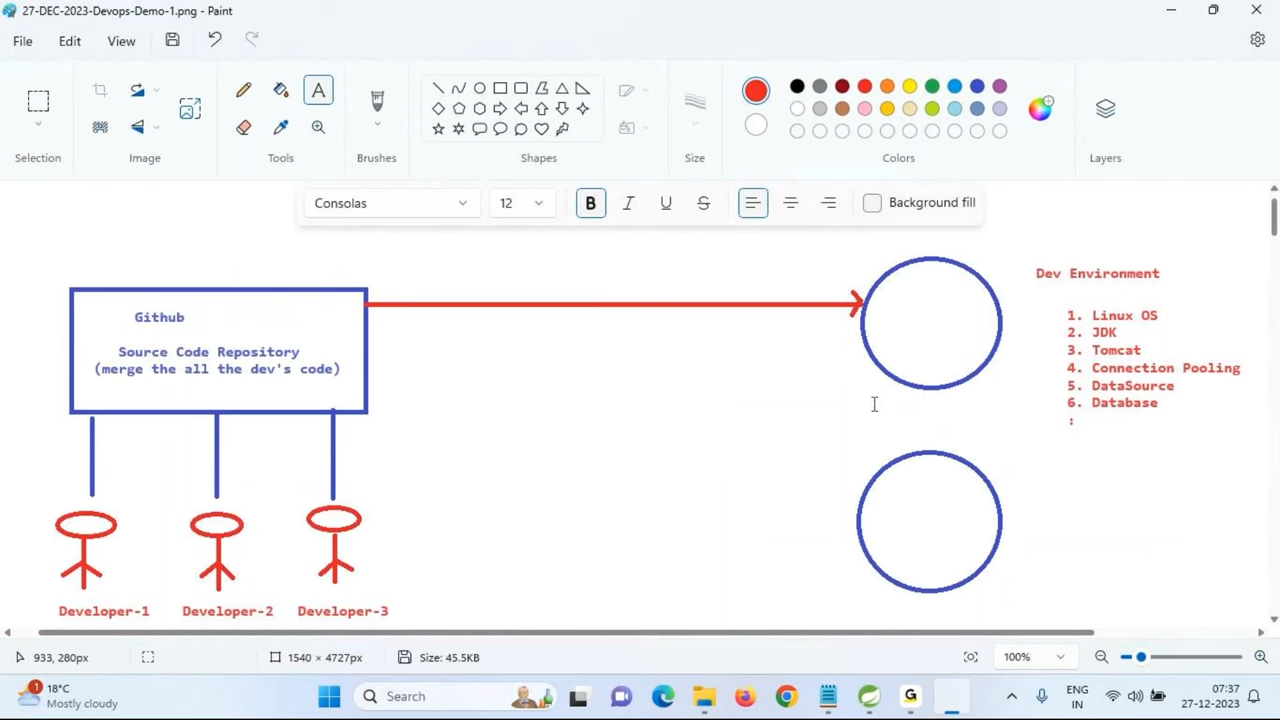 27-DEC-2023-Devops-Demo-1.png - Paint
File Edit View
Selection
Image
Tools
Brushes
Shapes
Size
Colors
Layers
Consolas
12
B I U S
Background fill
Github
Source Code Repository
(merge the all the dev's code)
Developer-1 Developer-2 Developer-3
Dev Environment
1. Linux OS
2. JDK
3. Tomcat
4. Connection Pooling
5. DataSource
6. Database
:
933, 280px
1540 × 4727px
Size: 45.5KB
100%
1
18°C
Mostly cloudy
Search
ENG
IN
07:37
27-12-2023